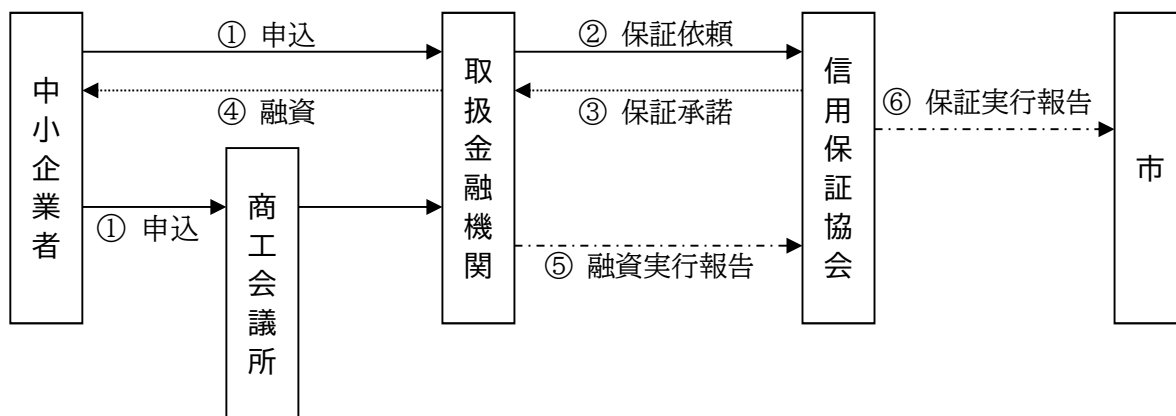 中小企業者
① 申込
④ 融資
① 申込
商工会議所
取扱金融機関
② 保証依頼
③ 保証承諾
⑤ 融資実行報告
信用保証協会
⑥ 保証実行報告
市